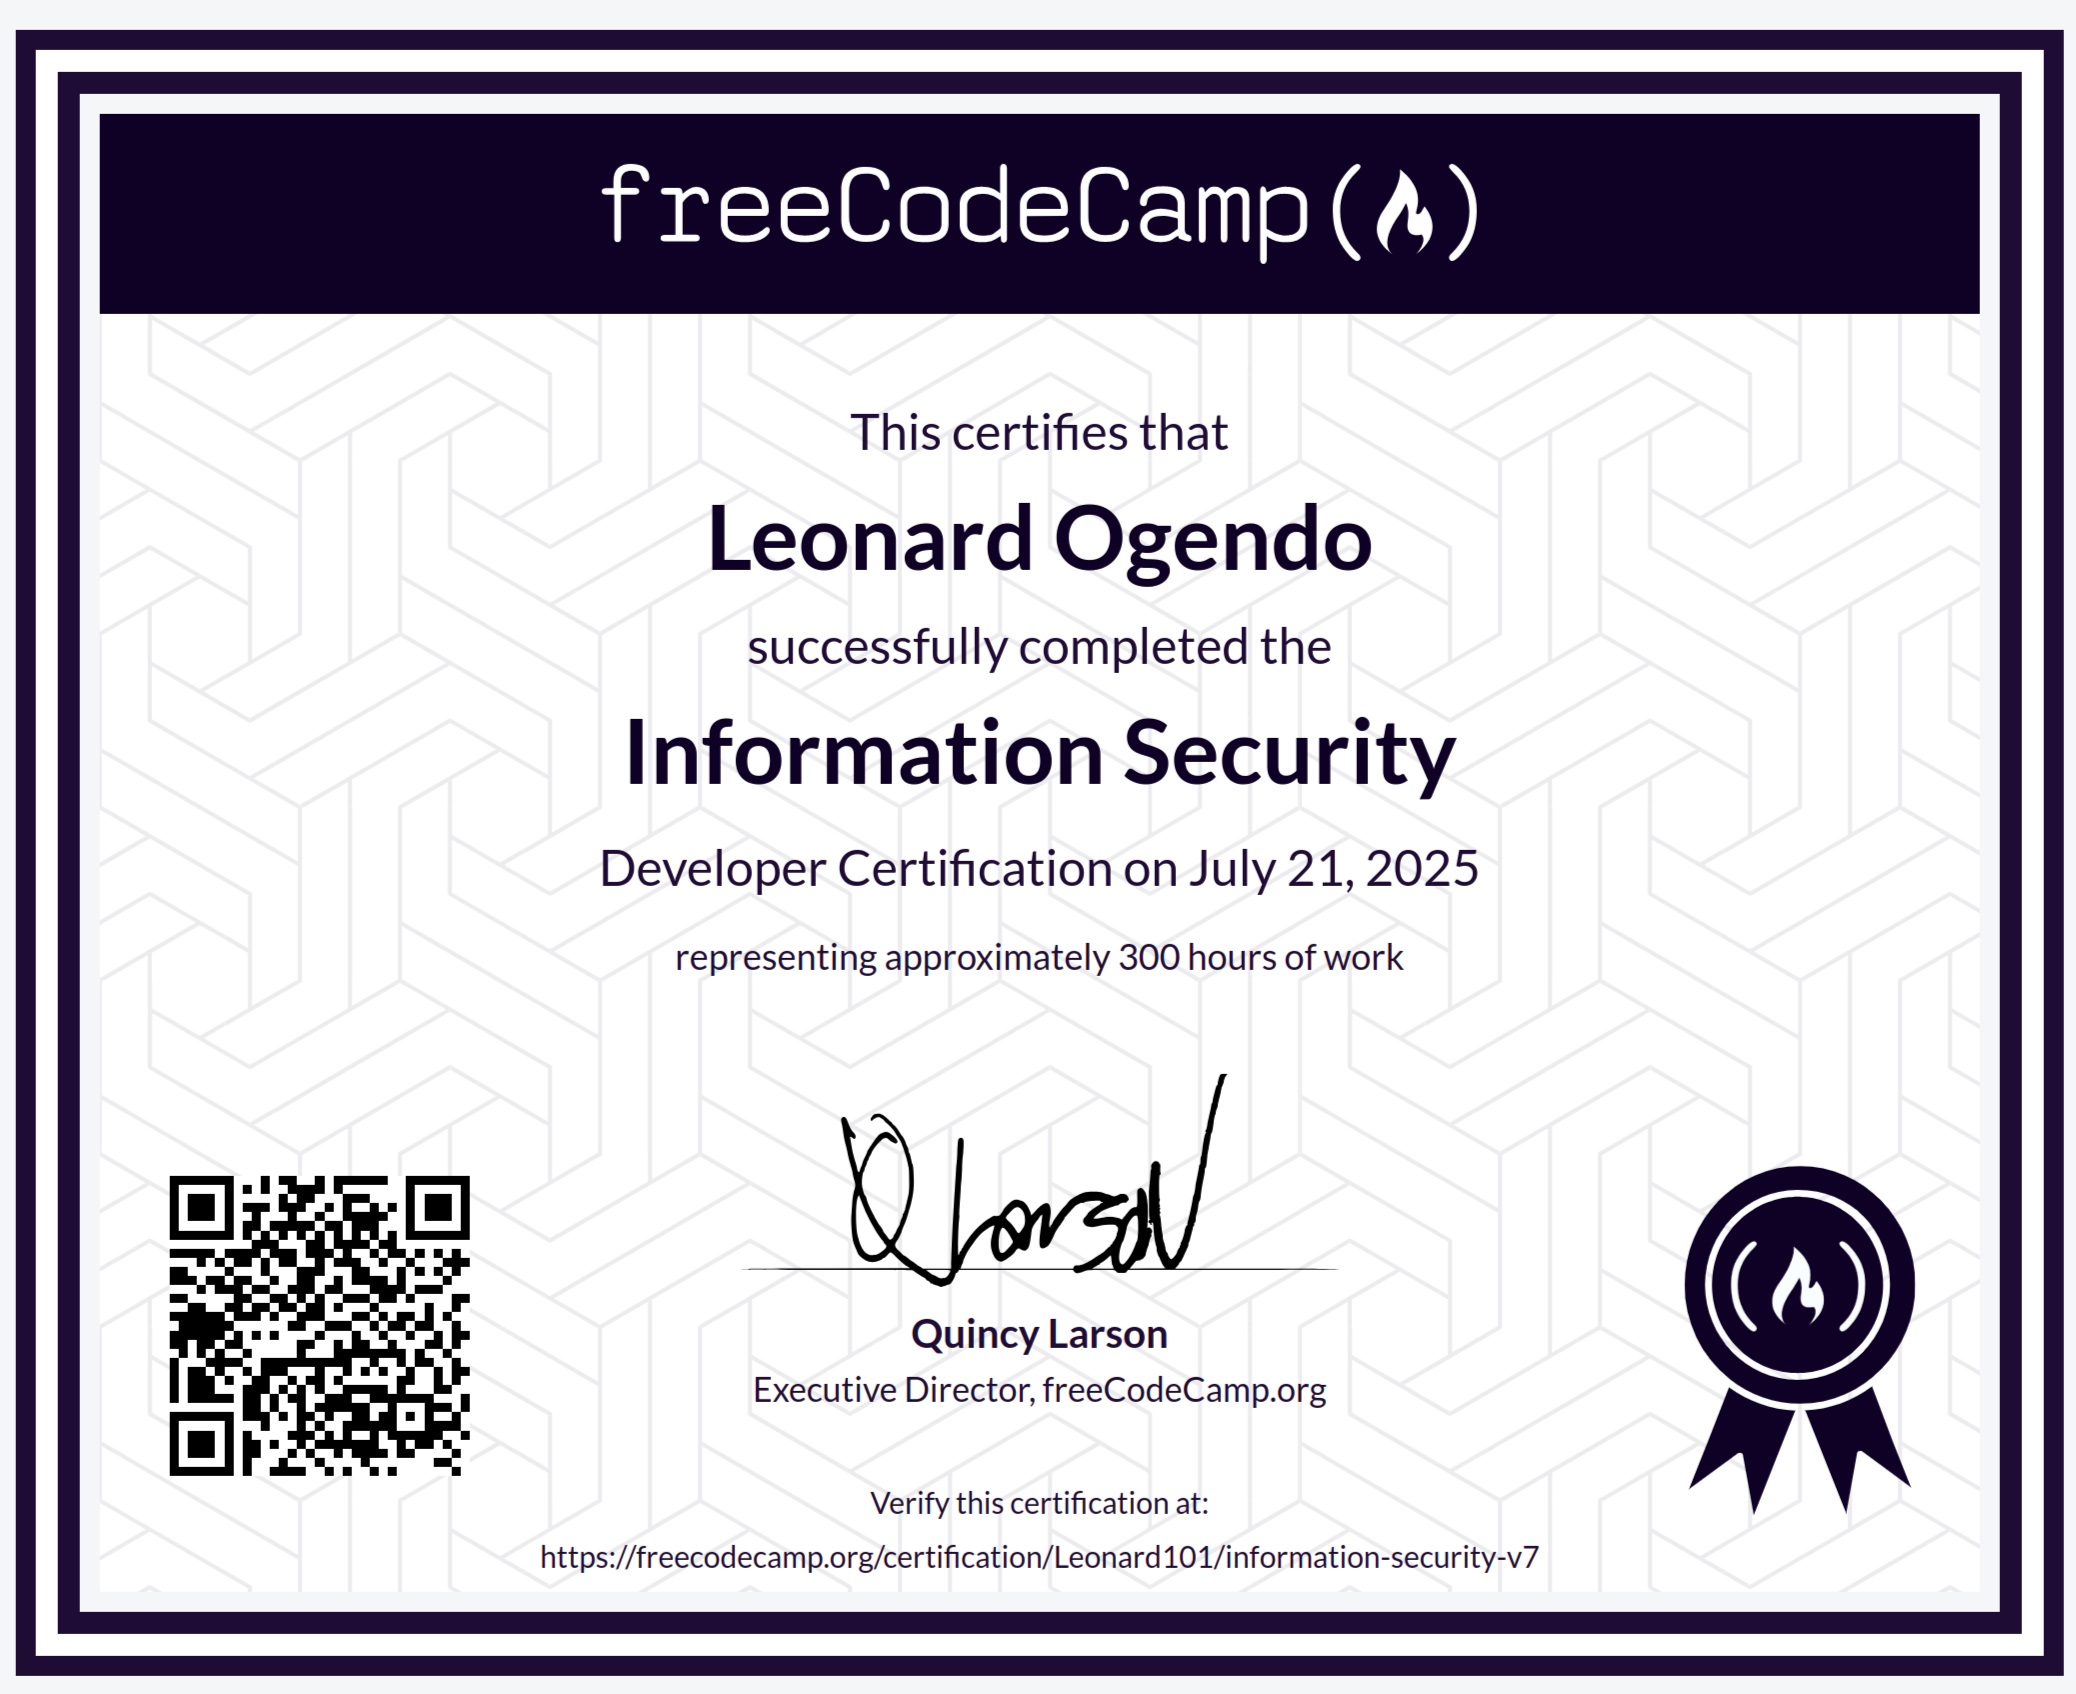 freeCodeCamp
This certifies that
Leonard Ogendo
successfully completed the
Information Security
Developer Certification on July 21, 2025
representing approximately 300 hours of work
Quincy Larson
Executive Director, freeCodeCamp.org
Verify this certification at:
https://freecodecamp.org/certification/Leonard101/information-security-v7